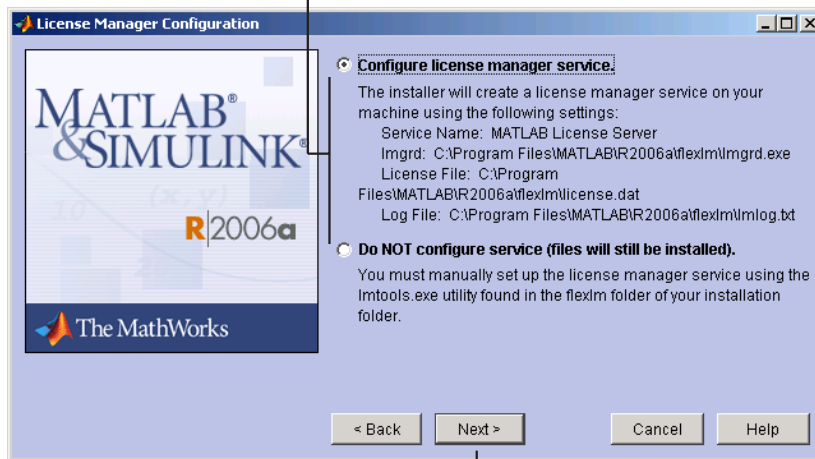 License Manager Configuration
MATLAB®
&SIMULINK®
(x,y)
10
2
R2006a
The MathWorks
Configure license manager service.
The installer will create a license manager service on your
machine using the following settings:
Service Name: MATLAB License Server
lmgrd: C:\Program Files\MATLAB\R2006a\flexlm\lmgrd.exe
License File: C:\Program
Files\MATLAB\R2006a\flexlm\license.dat
Log File: C:\Program Files\MATLAB\R2006a\flexlm\lmlog.txt
Do NOT configure service (files will still be installed).
You must manually set up the license manager service using the
lmtools.exe utility found in the flexlm folder of your installation
folder.
< Back
Next >
Cancel
Help